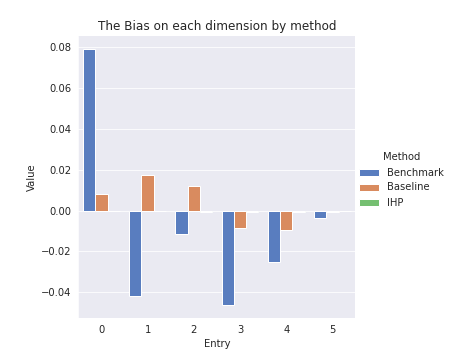 The Bias on each dimension by method
0.08
0.06
0.04
0.02
0.00
−0.02
−0.04
Value
0 1 2 3 4 5
Entry
Method
Benchmark
Baseline
IHP